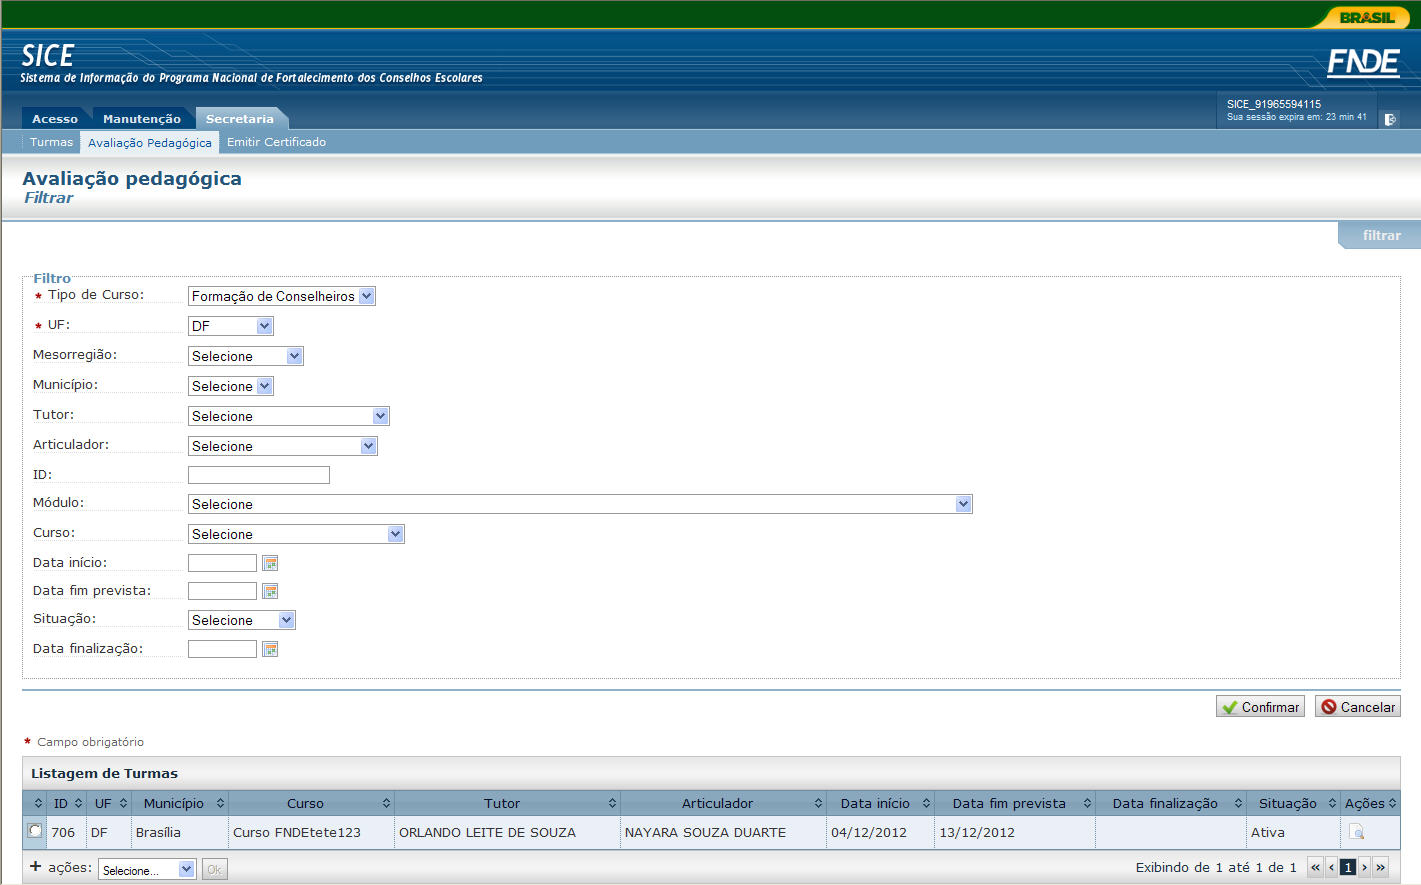 BRASIL
SICE
Sistema de Informação do Programa Nacional de Fortalecimento dos Conselhos Escolares
FNDE
SICE_91965594115
Sua sessão expira em: 23 min 41
Acesso Manutenção Secretaria
Turmas Avaliação Pedagógica Emitir Certificado
Avaliação pedagógica
Filtrar
filtrar
Filtro
* Tipo de Curso: Formação de Conselheiros
* UF: DF
Mesorregião: Selecione
Município: Selecione
Tutor: Selecione
Articulador: Selecione
ID:
Módulo: Selecione
Curso: Selecione
Data início:
Data fim prevista:
Situação: Selecione
Data finalização:
Confirmar Cancelar
* Campo obrigatório
Listagem de Turmas
ID UF Município Curso Tutor Articulador Data início Data fim prevista Data finalização Situação Ações
706 DF Brasília Curso FNDEtete123 ORLANDO LEITE DE SOUZA NAYARA SOUZA DUARTE 04/12/2012 13/12/2012 Ativa
+ ações: Selecione... Ok Exibindo de 1 até 1 de 1 « ‹ 1 › »